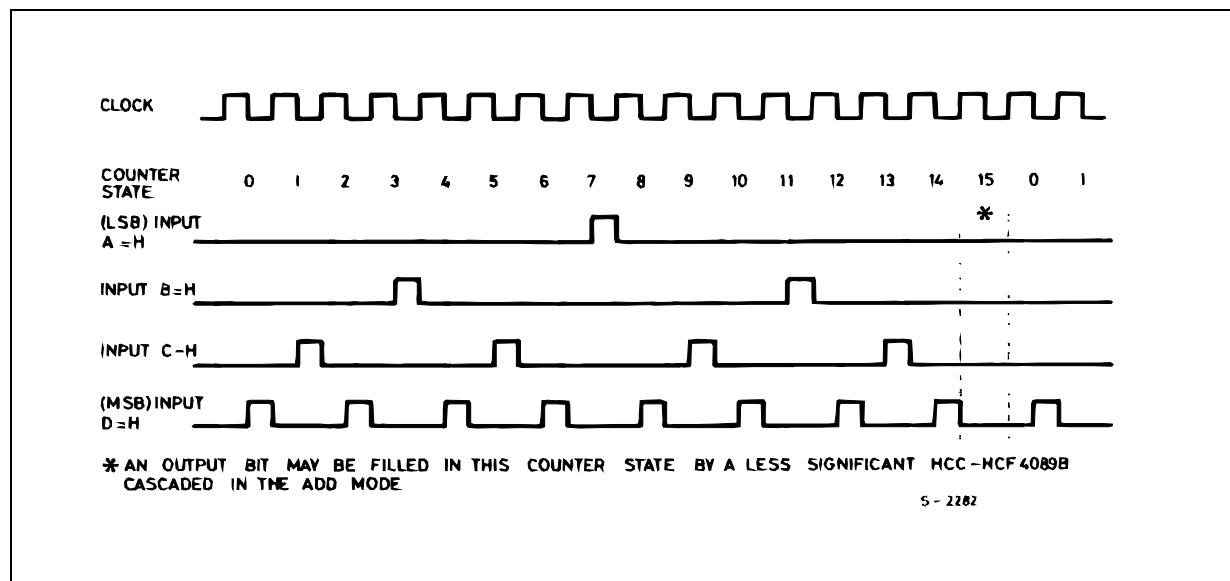 CLOCK
COUNTER
STATE
0 1 2 3 4 5 6 7 8 9 10 11 12 13 14 15 0 1
(LSB) INPUT
A = H
*
INPUT B=H
INPUT C-H
(MSB) INPUT
D = H
* AN OUTPUT BIT MAY BE FILLED IN THIS COUNTER STATE BY A LESS SIGNIFICANT HCC-HCF 4089B
CASCADED IN THE ADD MODE
S - 2282